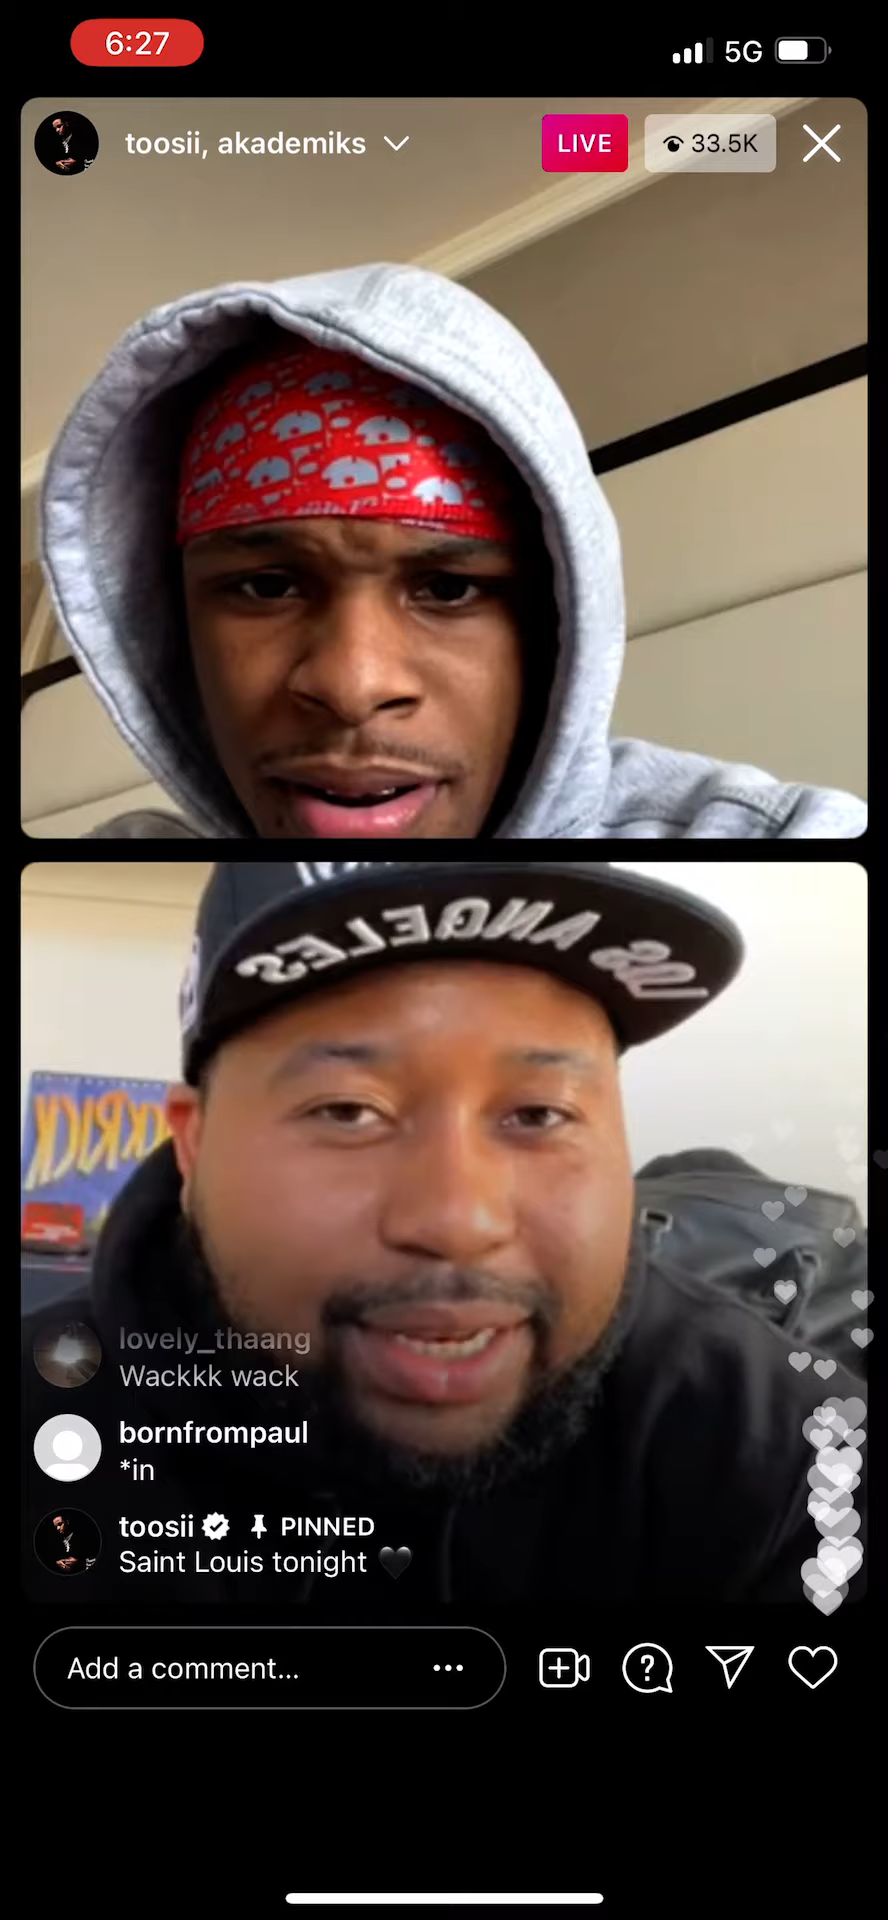 6:27
5G
toosii, akademiks
LIVE
33.5K
LOS ANGELES
lovely_thaang
Wackkk wack
bornfrompaul
*in
toosii PINNED
Saint Louis tonight 🖤
Add a comment...